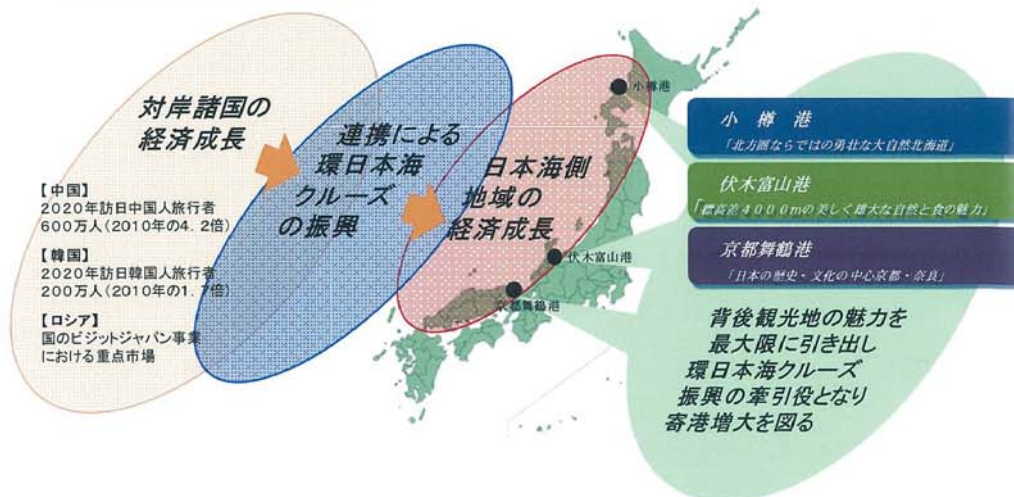 対岸諸国の
経済成長
【中国】
2020年訪日中国人旅行者
600万人(2010年の4.2倍)
【韓国】
2020年訪日韓国人旅行者
200万人(2010年の1.7倍)
【ロシア】
国のビジットジャパン事業
における重点市場
連携による
環日本海
クルーズ
の振興
日本海側
地域の
経済成長
小樽港
伏木富山港
京都舞鶴港
小樽港
「北方圏ならではの勇壮な大自然北海道」
伏木富山港
「標高差4000mの美しく雄大な自然と食の魅力」
京都舞鶴港
「日本の歴史・文化の中心京都・奈良」
背後観光地の魅力を
最大限に引き出し
環日本海クルーズ
振興の牽引役となり
寄港増大を図る